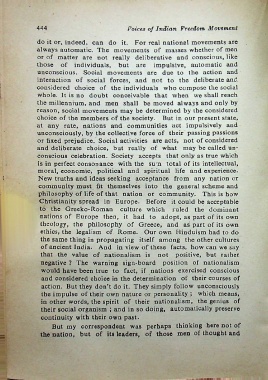 444 Voices of Indian Freedom Movement
do it or, indeed, can do it. For real national movements are
always automatic. The movements of masses whether of men
or of matter are not really deliberative and conscious, like
those of individuals, but are impulsive, automatic and
unconscious. Social movements are due to the action and
interaction of social forces, and not to the deliberate and
considered choice of the individuals who compose the social
whole. It is no doubt conceivable that when we shall reach
the millennium, and men shall be moved always and only by
reason, social movements may be determined by the considered
choice of the members of the society. But in our present state,
at any rate, nations and communities act impulsively and
unconsciously, by the collective force of their passing passions
or fixed prejudice. Social activities are acts, not of considered
and deliberate choice, but really of what may be called un-
conscious celebration. Society accepts that only as true which
is in perfect consonance with the sum total of its intellectual,
moral, economic, political and spiritual life and experience.
New truths and ideas seeking acceptance from any nation or
community must fit themselves into the general scheme and
philosophy of life of that nation or community. This is how
Christianity spread in Europe. Before it could be acceptable
to the Greeko-Roman culture which ruled the dominant
nations of Europe then, it had to adopt, as part of its own
theology, the philosophy of Greece, and as part of its own
ethics, the legalism of Rome. Our own Hinduism had to do
the same thing in propagating itself among the other cultures
of ancient India. And in view of these facts, how can we say
that the value of nationalism is not positive, but rather
negative? The warning sign-board position of nationalism
would have been true to fact, if nations exercised conscious
and considered choice in the determination of their courses of
action. But they don't do it. They simply follow unconsciously
the impulse of their own nature or personality; which means,
in other words, the spirit of their nationalism, the genius of
their social organism; and in so doing, automatically preserve
continuity with their own past.
But my correspondent was perhaps thinking here not of
the nation, but of its leaders, of those men of thought and